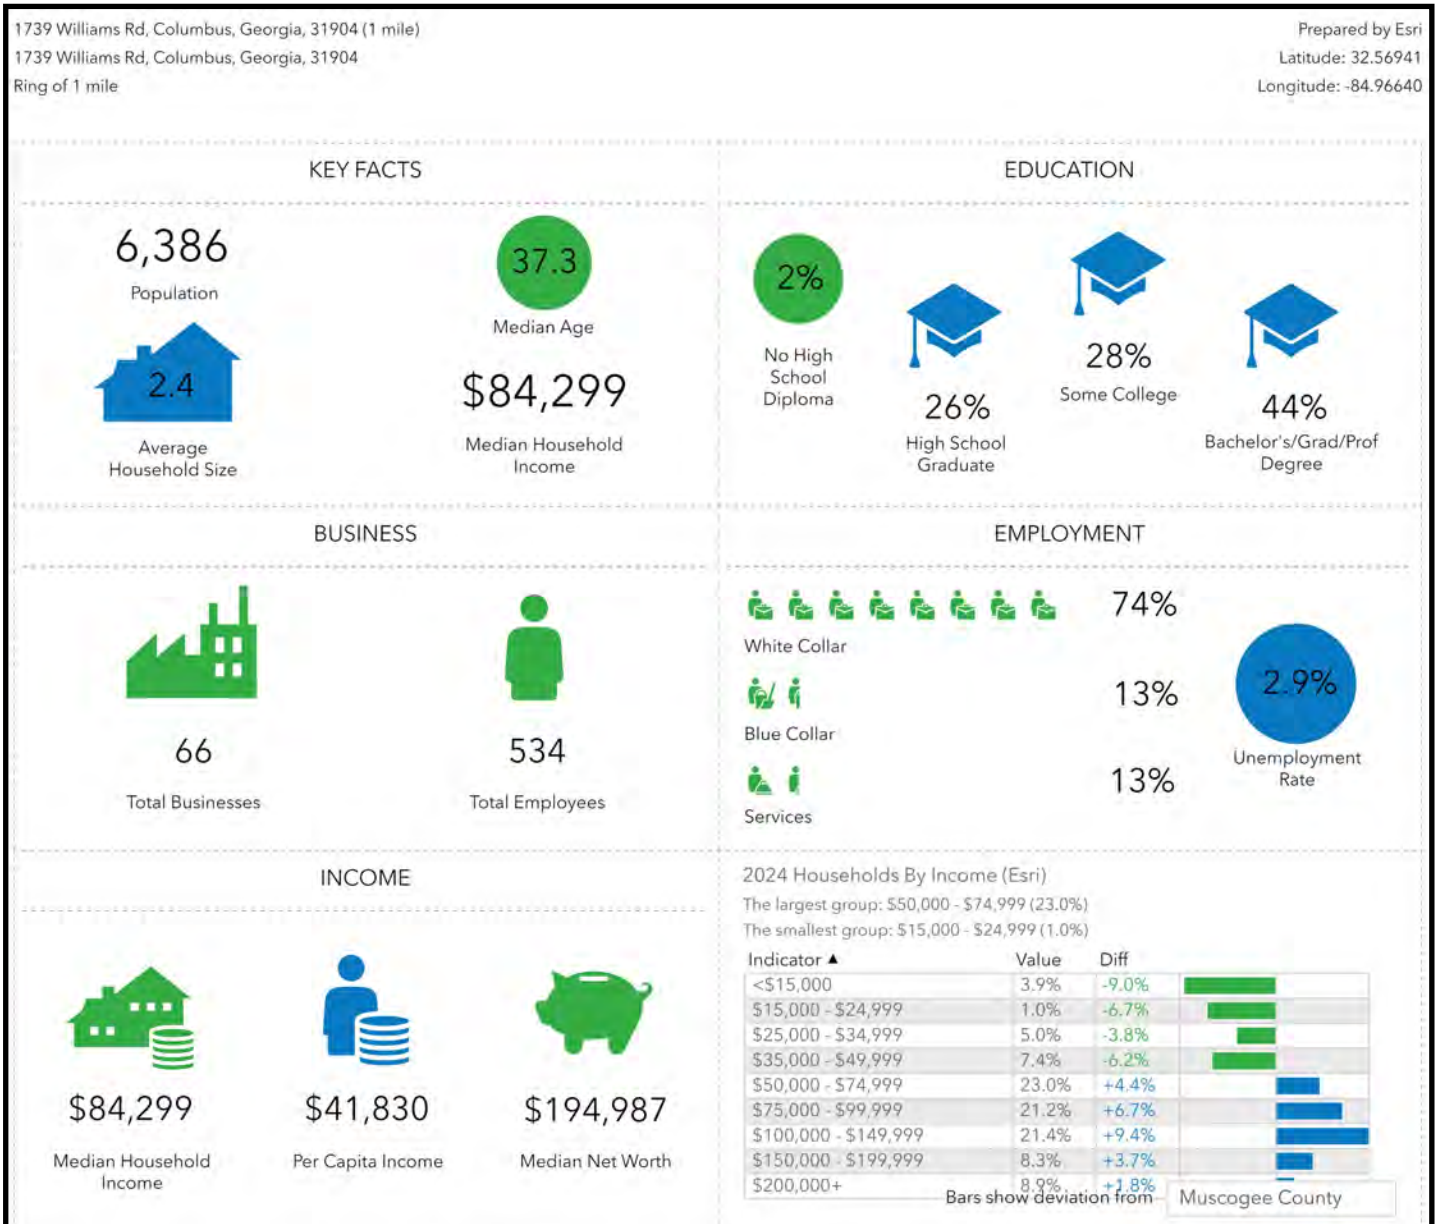 1739 Williams Rd, Columbus, Georgia, 31904 (1 mile)
1739 Williams Rd, Columbus, Georgia, 31904
Ring of 1 mile
Prepared by Esri
Latitude: 32.56941
Longitude: -84.96640
KEY FACTS
6,386
Population
37.3
Median Age
2.4
Average
Household Size
$84,299
Median Household
Income
EDUCATION
2%
No High
School
Diploma
26%
High School
Graduate
28%
Some College
44%
Bachelor's/Grad/Prof
Degree
BUSINESS
66
Total Businesses
534
Total Employees
EMPLOYMENT
74%
White Collar
13%
Blue Collar
13%
Services
2.9%
Unemployment
Rate
INCOME
$84,299
Median Household
Income
$41,830
Per Capita Income
$194,987
Median Net Worth
2024 Households By Income (Esri)
The largest group: $50,000 - $74,999 (23.0%)
The smallest group: $15,000 - $24,999 (1.0%)
Indicator ▲ Value Diff
<$15,000 3.9% -9.0%
$15,000 - $24,999 1.0% -6.7%
$25,000 - $34,999 5.0% -3.8%
$35,000 - $49,999 7.4% -6.2%
$50,000 - $74,999 23.0% +4.4%
$75,000 - $99,999 21.2% +6.7%
$100,000 - $149,999 21.4% +9.4%
$150,000 - $199,999 8.3% +3.7%
$200,000+ 8.9% +1.8%
Bars show deviation from Muscogee County